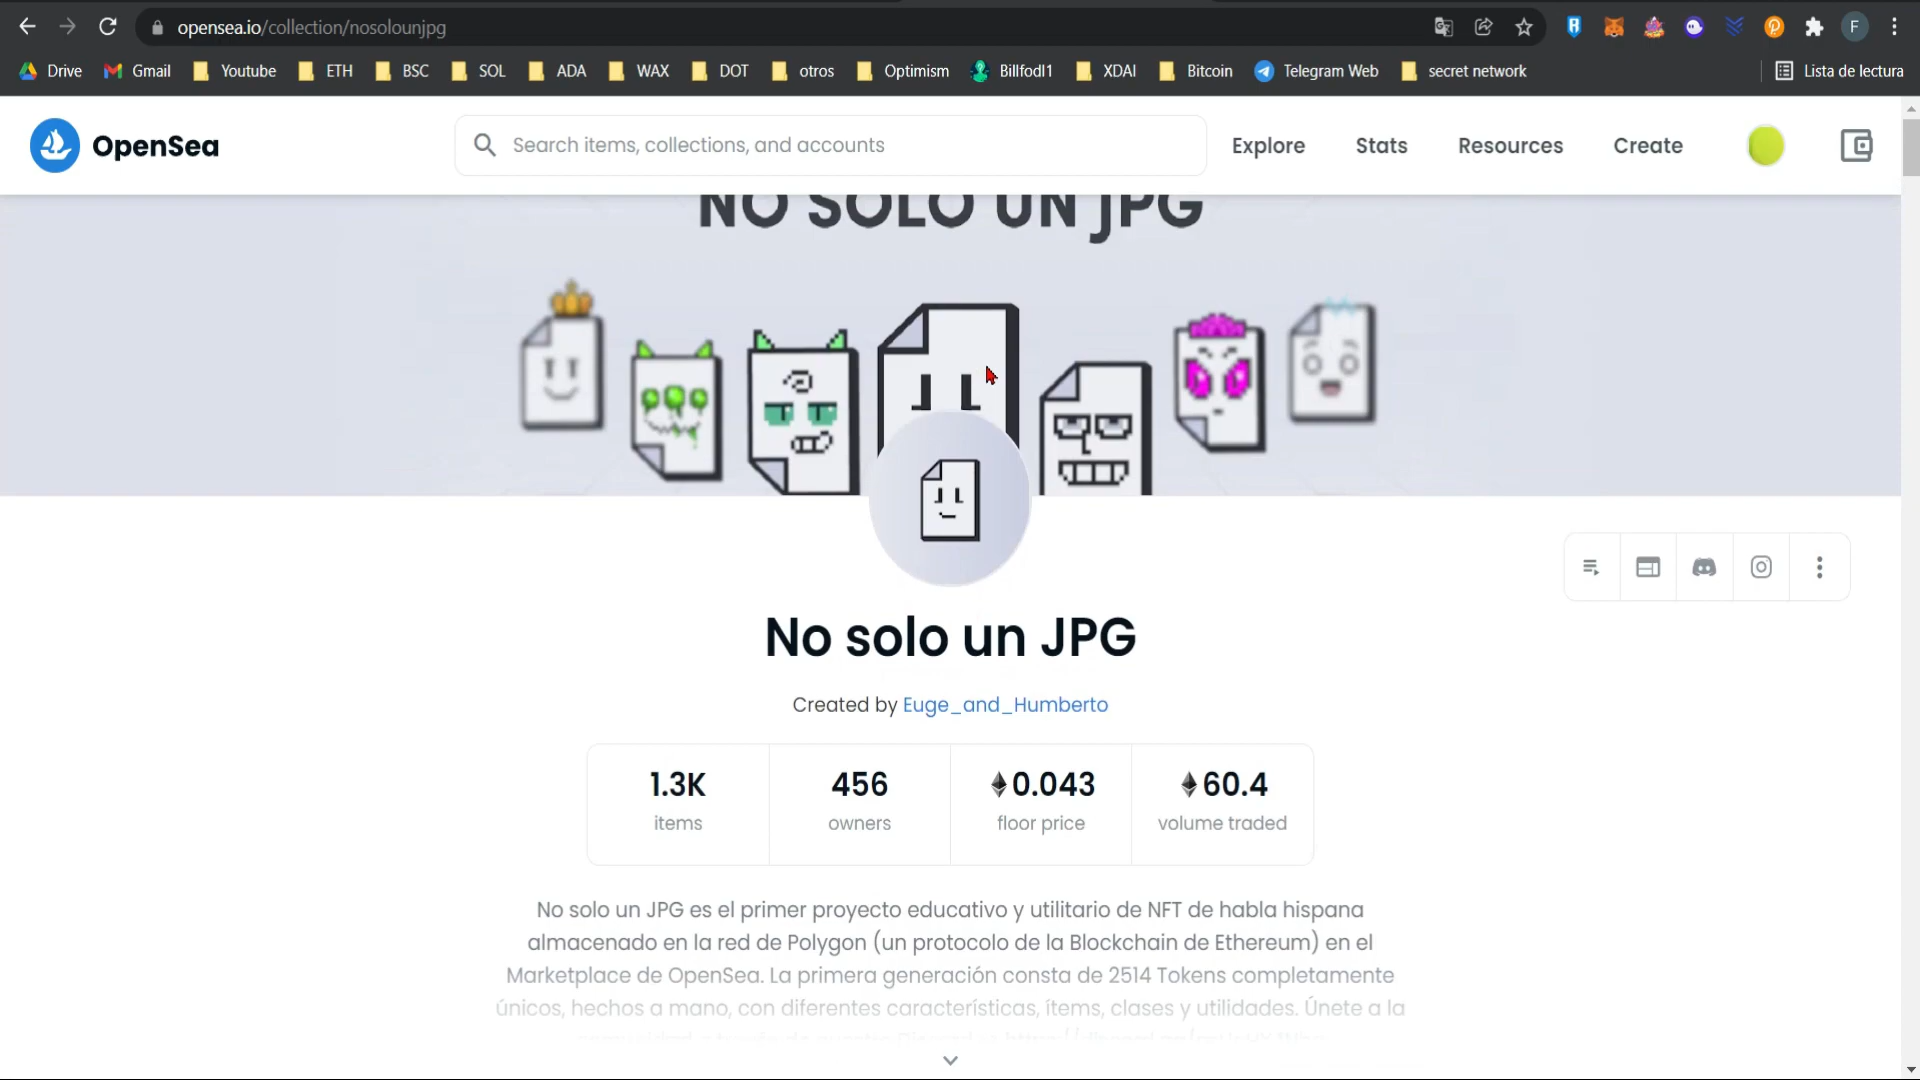 opensea.io/collection/nosolounjpg
F
Drive Gmail Youtube ETH BSC SOL ADA WAX DOT otros Optimism Billfodl1 XDAI Bitcoin Telegram Web secret network Lista de lectura
OpenSea Search items, collections, and accounts Explore Stats Resources Create
NO SOLO UN JPG
No solo un JPG
Created by Euge_and_Humberto
1.3K 456 0.043 60.4
items owners floor price volume traded
No solo un JPG es el primer proyecto educativo y utilitario de NFT de habla hispana
almacenado en la red de Polygon (un protocolo de la Blockchain de Ethereum) en el
Marketplace de OpenSea. La primera generación consta de 2514 Tokens completamente
únicos, hechos a mano, con diferentes características, ítems, clases y utilidades. Únete a la